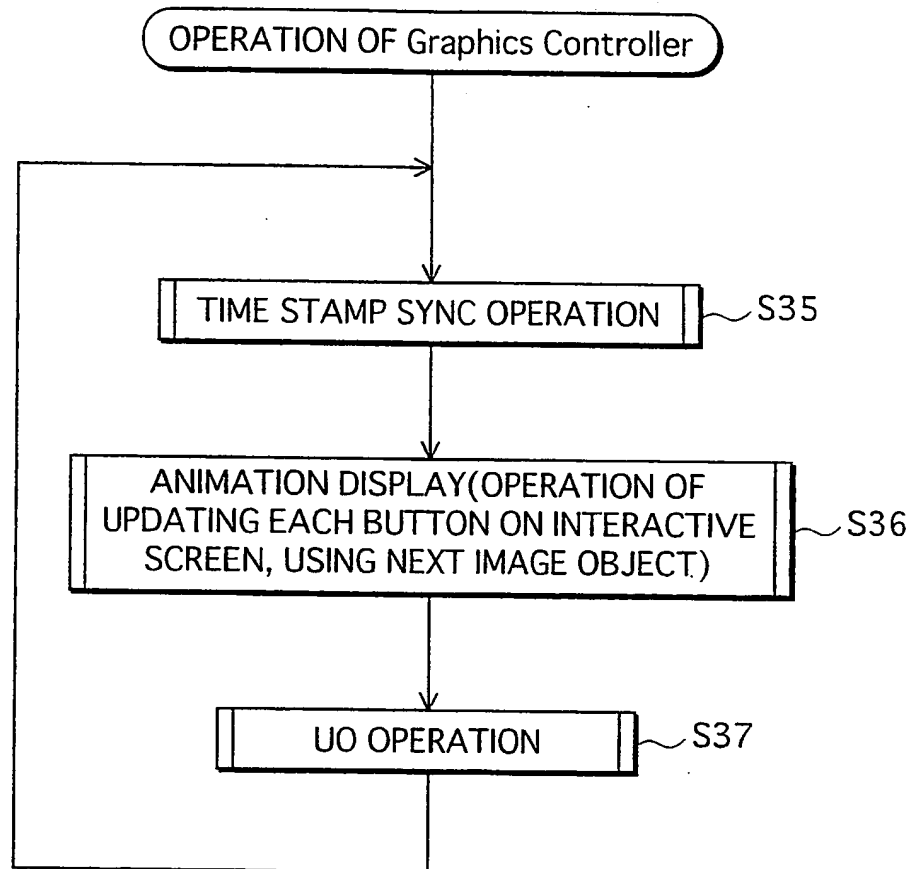 OPERATION OF Graphics Controller
TIME STAMP SYNC OPERATION
S35
ANIMATION DISPLAY(OPERATION OF
UPDATING EACH BUTTON ON INTERACTIVE
SCREEN, USING NEXT IMAGE OBJECT)
S36
UO OPERATION
S37